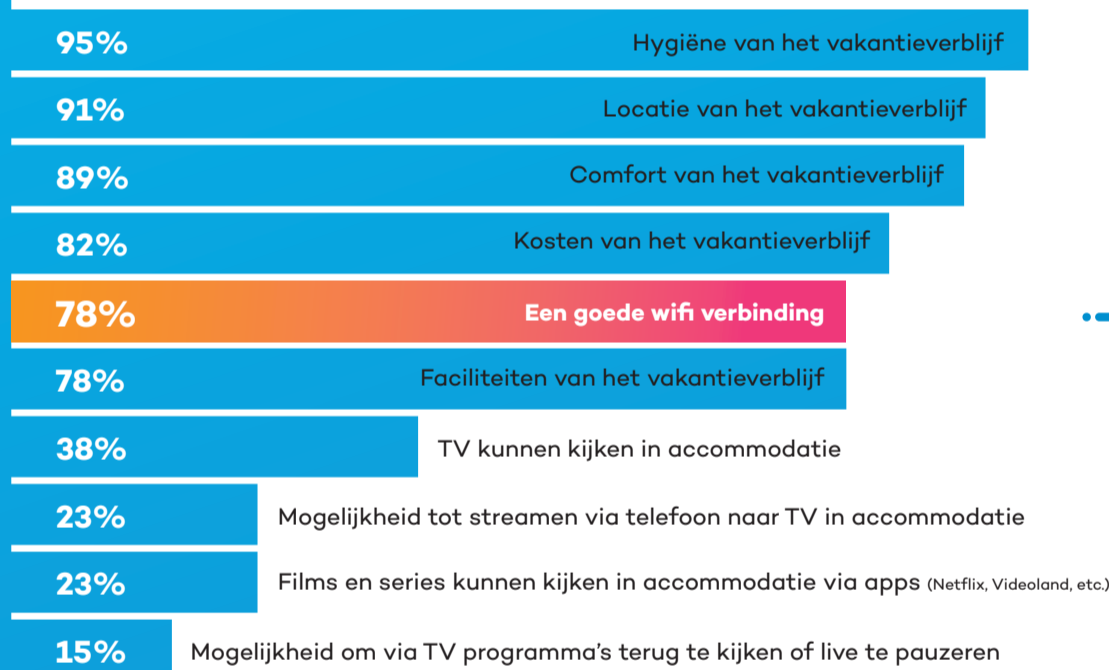 95% Hygiëne van het vakantieverblijf
91% Locatie van het vakantieverblijf
89% Comfort van het vakantieverblijf
82% Kosten van het vakantieverblijf
78% Een goede wifi verbinding
78% Faciliteiten van het vakantieverblijf
38% TV kunnen kijken in accommodatie
23% Mogelijkheid tot streamen via telefoon naar TV in accommodatie
23% Films en series kunnen kijken in accommodatie via apps (Netflix, Videoland, etc.)
15% Mogelijkheid om via TV programma’s terug te kijken of live te pauzeren